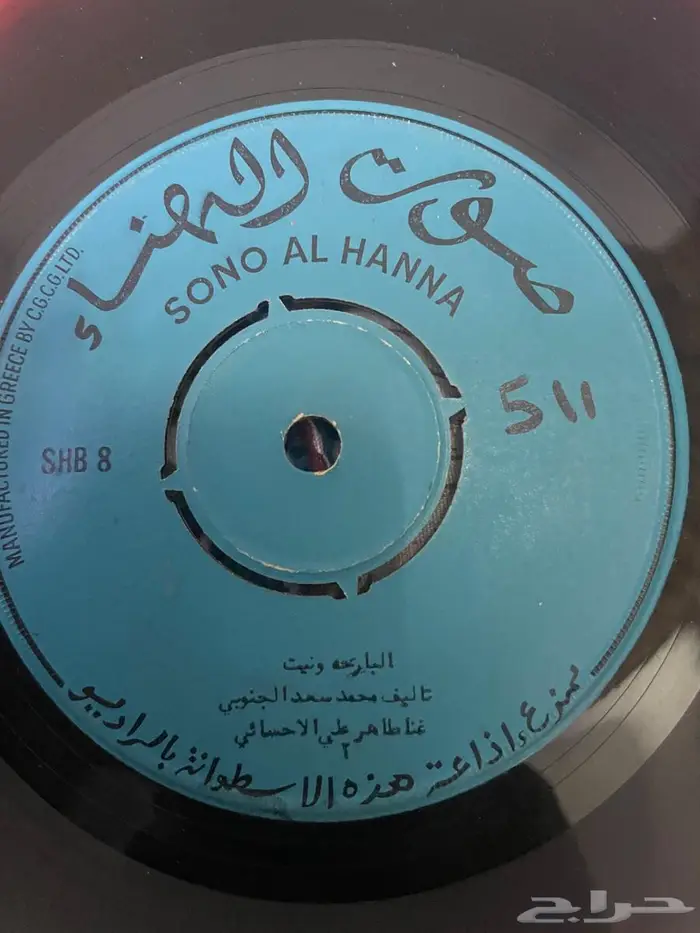 صوت الهناء
SONO AL HANNA
MANUFACTURED IN GREECE BY C.G.C.G.LTD.
511
SHB 8
البارحه ونيت
تاليف محمد سعد الجنوبي
غنا طاهر علي الاحسائي
٢
يمنع اذاعة هذه الاسطوانة بالراديو
حراج